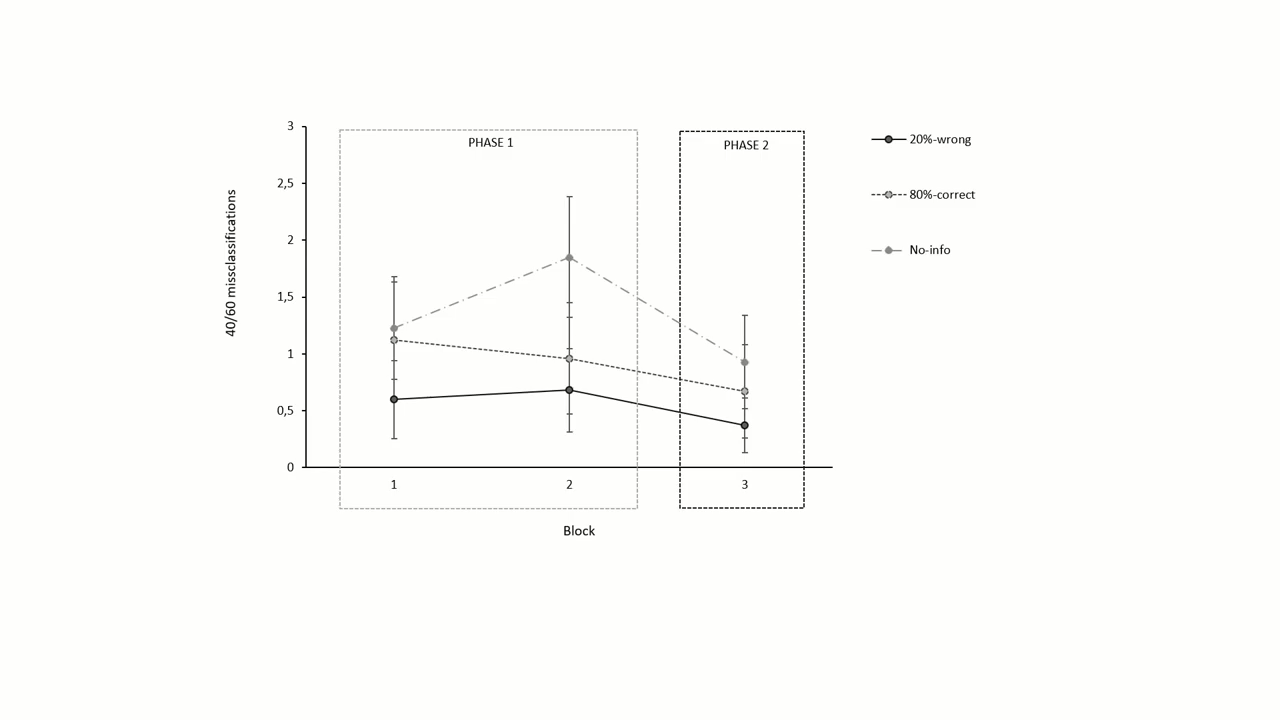 PHASE 1
PHASE 2
3
2,5
2
1,5
1
0,5
0
40/60 missclassifications
1
2
3
Block
20%-wrong
80%-correct
No-info